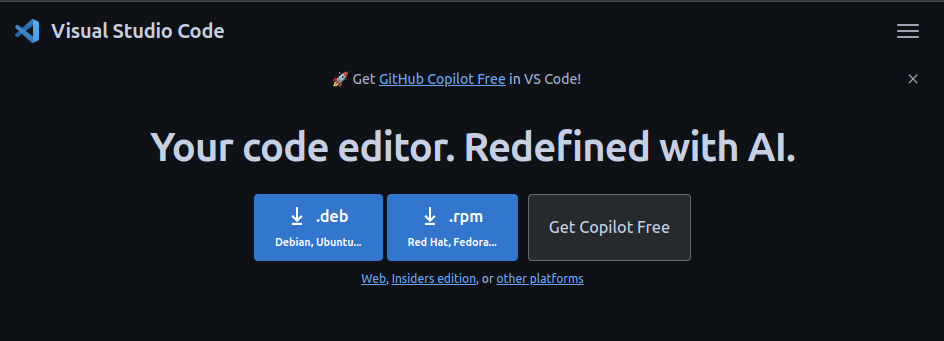 Visual Studio Code
🚀 Get GitHub Copilot Free in VS Code!
Your code editor. Redefined with AI.
.deb
Debian, Ubuntu...
.rpm
Red Hat, Fedora...
Get Copilot Free
Web, Insiders edition, or other platforms